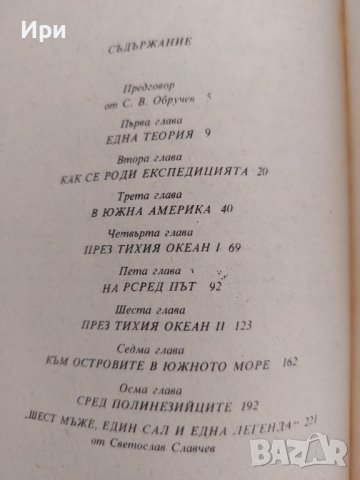 Ири
СЪДЪРЖАНИЕ
Предговор
от С. В. Обручев 5
Първа глава
ЕДНА ТЕОРИЯ 9
Втора глава
КАК СЕ РОДИ ЕКСПЕДИЦИЯТА 20
Трета глава
В ЮЖНА АМЕРИКА 40
Четвърта глава
ПРЕЗ ТИХИЯ ОКЕАН I 69
Пета глава
НА РСРЕД ПЪТ 92
Шеста глава
ПРЕЗ ТИХИЯ ОКЕАН II 123
Седма глава
КЪМ ОСТРОВИТЕ В ЮЖНОТО МОРЕ 162
Осма глава
СРЕД ПОЛИНЕЗИЙЦИТЕ 192
„ШЕСТ МЪЖЕ, ЕДИН САЛ И ЕДНА ЛЕГЕНДА" 221
от Светослав Славчев
BAZAR